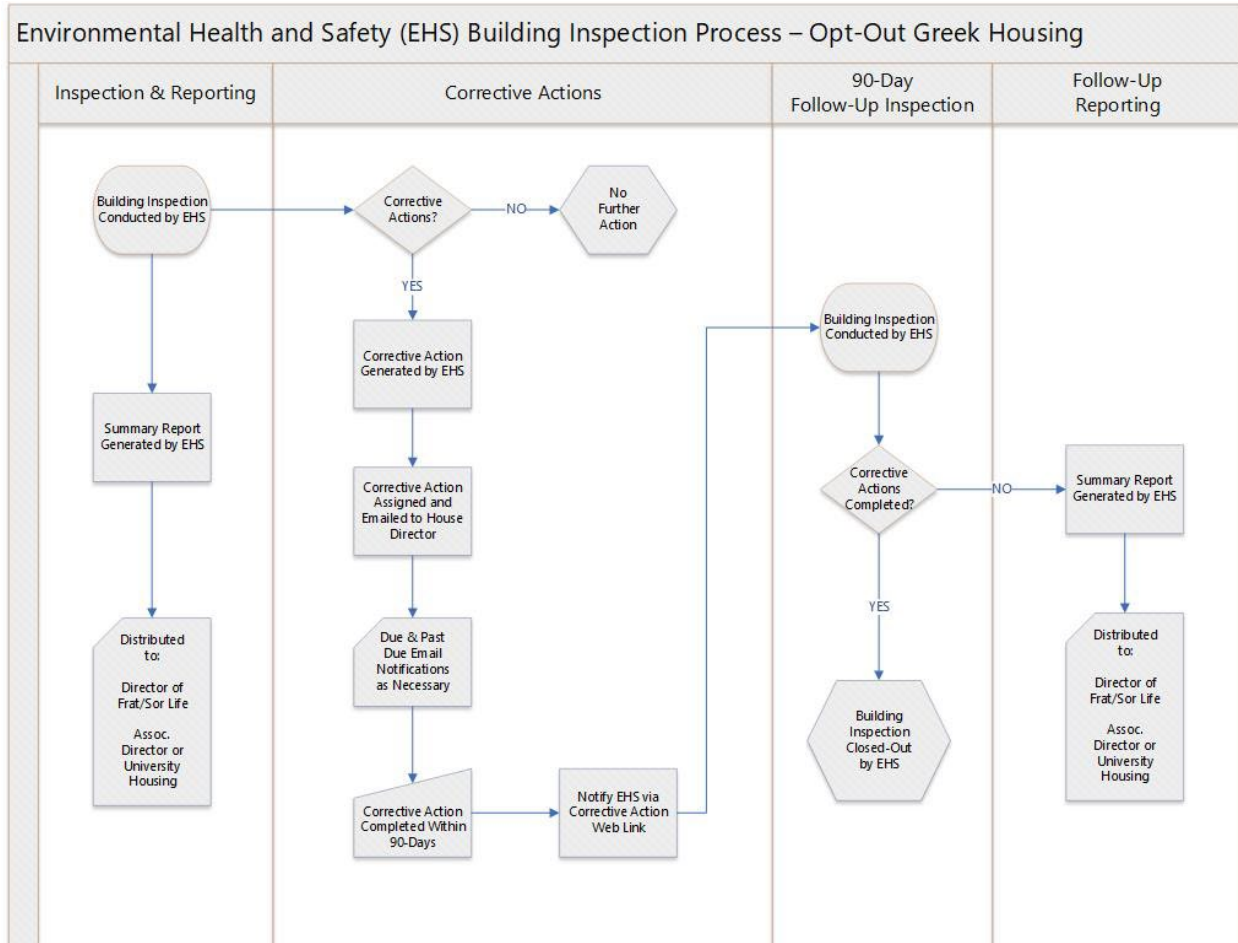 Environmental Health and Safety (EHS) Building Inspection Process – Opt-Out Greek Housing
Inspection & Reporting
Corrective Actions
90-Day
Follow-Up Inspection
Follow-Up
Reporting
Building Inspection
Conducted by EHS
Corrective
Actions?
NO
No
Further
Action
YES
Corrective Action
Generated by EHS
Summary Report
Generated by EHS
Corrective Action
Assigned and
Emailed to House
Director
Distributed
to:
Director of
Frat/Sor Life
Assoc.
Director or
University
Housing
Due & Past
Due Email
Notifications
as Necessary
Corrective Action
Completed Within
90-Days
Notify EHS via
Corrective Action
Web Link
Building Inspection
Conducted by EHS
Corrective
Actions
Completed?
NO
YES
Building
Inspection
Closed-Out
by EHS
Summary Report
Generated by EHS
Distributed
to:
Director of
Frat/Sor Life
Assoc.
Director or
University
Housing